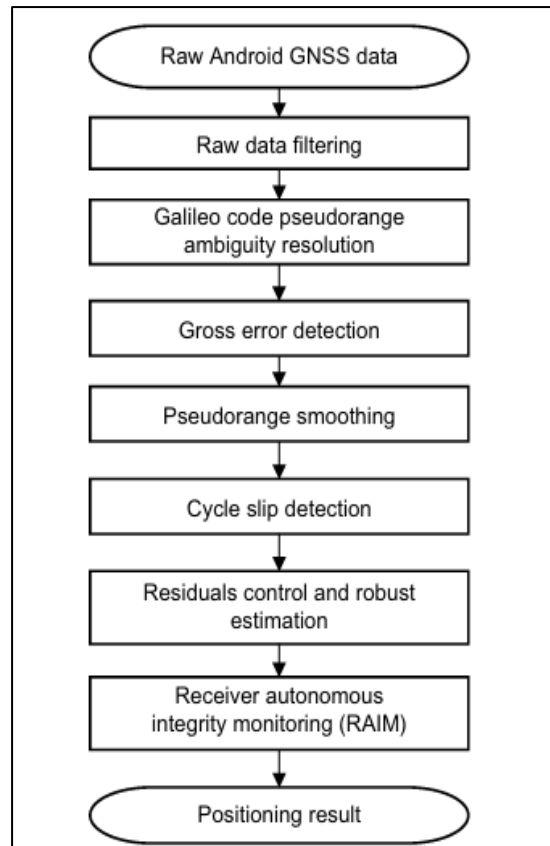 Raw Android GNSS data
Raw data filtering
Galileo code pseudorange
ambiguity resolution
Gross error detection
Pseudorange smoothing
Cycle slip detection
Residuals control and robust
estimation
Receiver autonomous
integrity monitoring (RAIM)
Positioning result